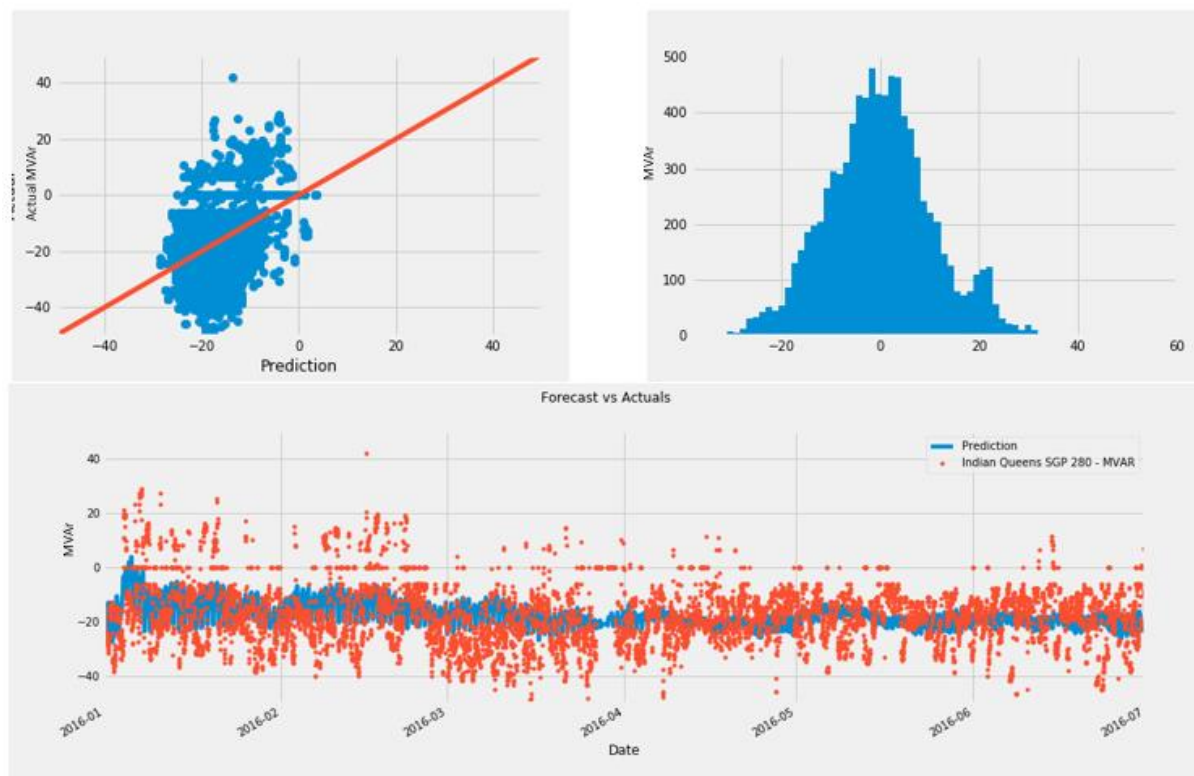 40
20
0
−20
−40
Actual MVAr
−40 −20 0 20 40
Prediction
500
400
300
200
100
0
MVAr
−20 0 20 40 60
Forecast vs Actuals
Prediction
Indian Queens SGP 280 - MVAR
40
20
0
−20
−40
MVAr
2016-01 2016-02 2016-03 2016-04 2016-05 2016-06 2016-07
Date